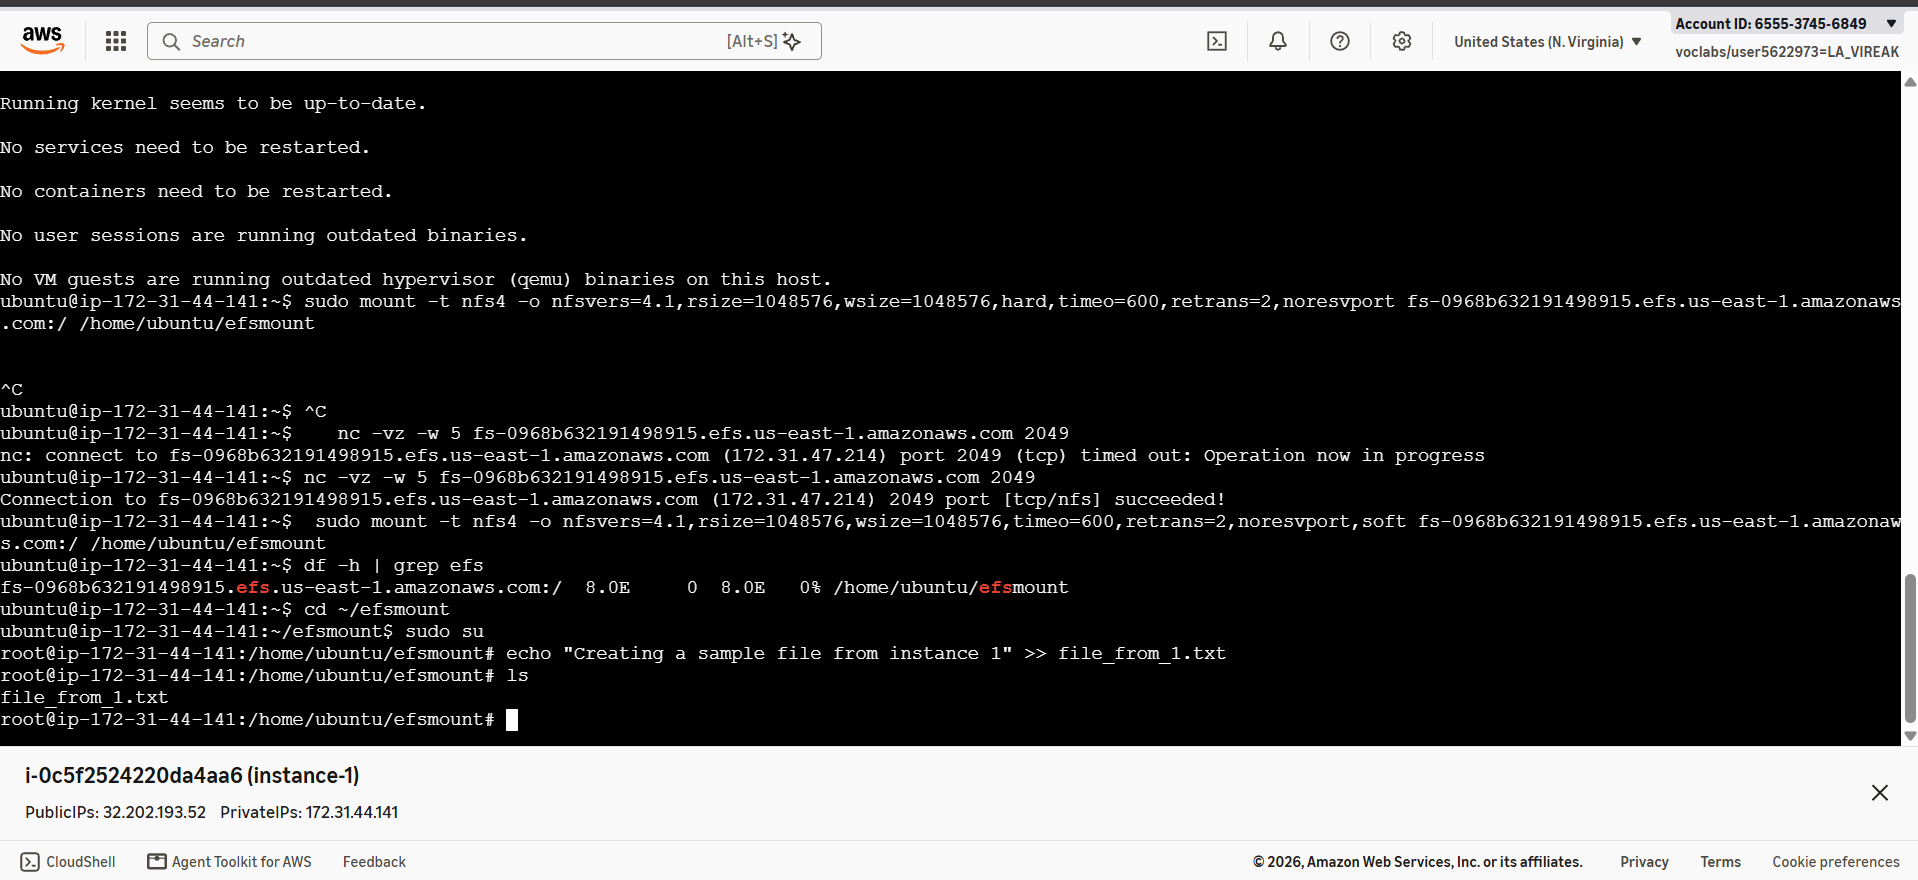 aws
Search
[Alt+S]
United States (N. Virginia)
Account ID: 6555-3745-6849
voclabs/user5622973=LA_VIREAK
Running kernel seems to be up-to-date.
No services need to be restarted.
No containers need to be restarted.
No user sessions are running outdated binaries.
No VM guests are running outdated hypervisor (qemu) binaries on this host.
ubuntu@ip-172-31-44-141:~$ sudo mount -t nfs4 -o nfsvers=4.1,rsize=1048576,wsize=1048576,hard,timeo=600,retrans=2,noresvport fs-0968b632191498915.efs.us-east-1.amazonaws
.com:/ /home/ubuntu/efsmount
^C
ubuntu@ip-172-31-44-141:~$ ^C
ubuntu@ip-172-31-44-141:~$    nc -vz -w 5 fs-0968b632191498915.efs.us-east-1.amazonaws.com 2049
nc: connect to fs-0968b632191498915.efs.us-east-1.amazonaws.com (172.31.47.214) port 2049 (tcp) timed out: Operation now in progress
ubuntu@ip-172-31-44-141:~$ nc -vz -w 5 fs-0968b632191498915.efs.us-east-1.amazonaws.com 2049
Connection to fs-0968b632191498915.efs.us-east-1.amazonaws.com (172.31.47.214) 2049 port [tcp/nfs] succeeded!
ubuntu@ip-172-31-44-141:~$  sudo mount -t nfs4 -o nfsvers=4.1,rsize=1048576,wsize=1048576,timeo=600,retrans=2,noresvport,soft fs-0968b632191498915.efs.us-east-1.amazonaw
s.com:/ /home/ubuntu/efsmount
ubuntu@ip-172-31-44-141:~$ df -h | grep efs
fs-0968b632191498915.efs.us-east-1.amazonaws.com:/  8.0E     0  8.0E   0% /home/ubuntu/efsmount
ubuntu@ip-172-31-44-141:~$ cd ~/efsmount
ubuntu@ip-172-31-44-141:~/efsmount$ sudo su
root@ip-172-31-44-141:/home/ubuntu/efsmount# echo "Creating a sample file from instance 1" >> file_from_1.txt
root@ip-172-31-44-141:/home/ubuntu/efsmount# ls
file_from_1.txt
root@ip-172-31-44-141:/home/ubuntu/efsmount#
i-0c5f2524220da4aa6 (instance-1)
PublicIPs: 32.202.193.52   PrivateIPs: 172.31.44.141
CloudShell   Agent Toolkit for AWS   Feedback   © 2026, Amazon Web Services, Inc. or its affiliates.   Privacy   Terms   Cookie preferences